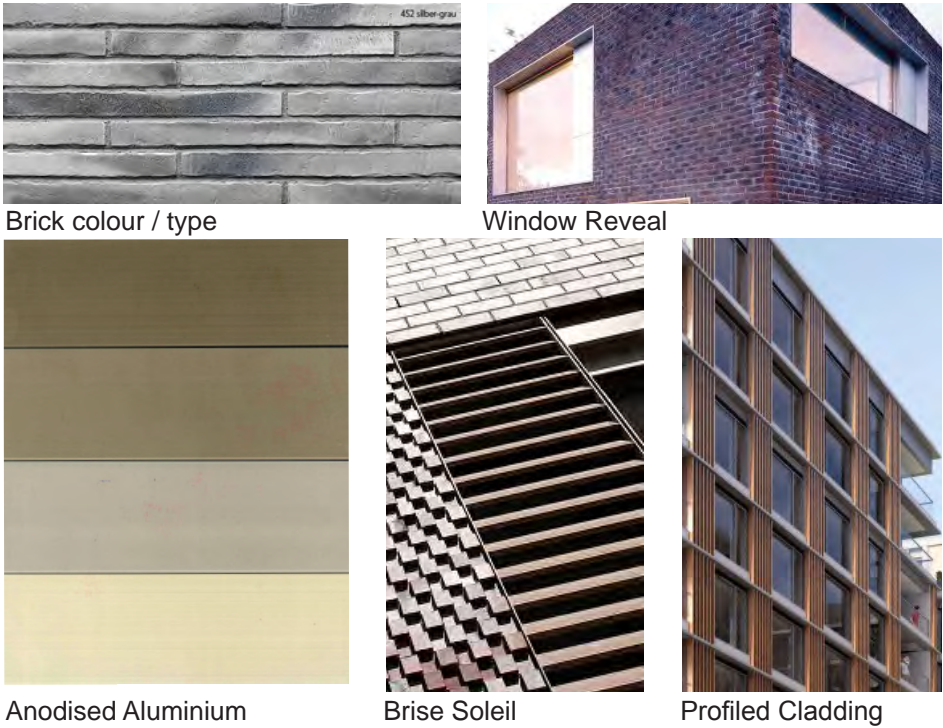 452 silber-grau
Brick colour / type
Window Reveal
Anodised Aluminium
Brise Soleil
Profiled Cladding